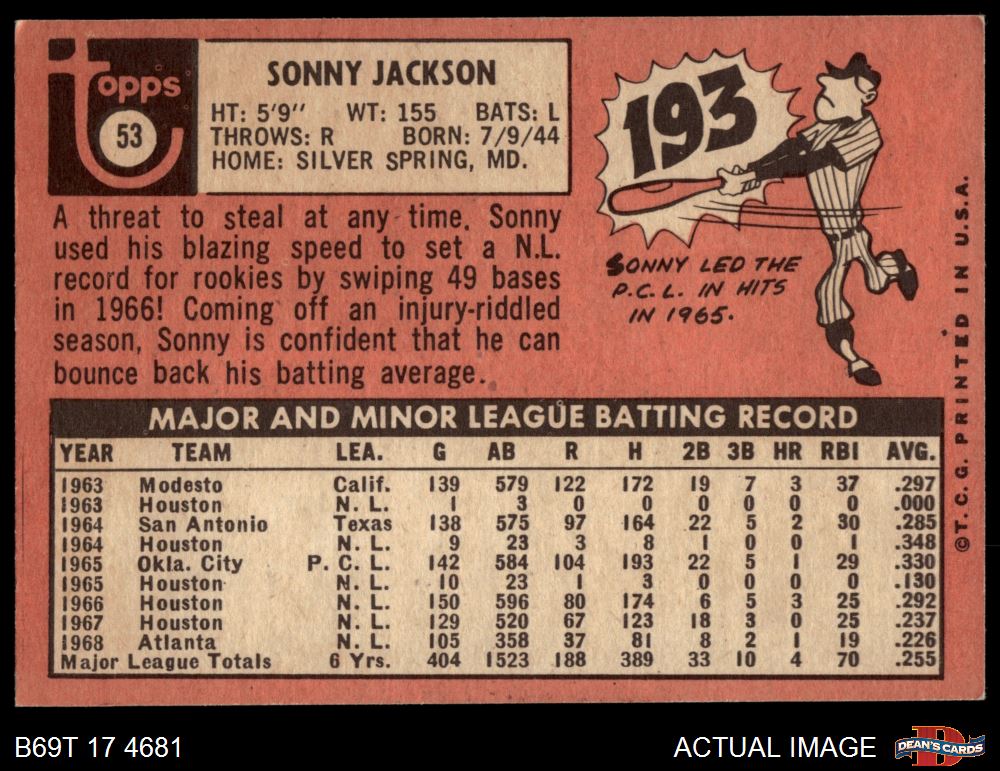 Topps
53
SONNY JACKSON
HT: 5'9" WT: 155 BATS: L
THROWS: R BORN: 7/9/44
HOME: SILVER SPRING, MD.
A threat to steal at any time, Sonny
used his blazing speed to set a N.L.
record for rookies by swiping 49 bases
in 1966! Coming off an injury-riddled
season, Sonny is confident that he can
bounce back his batting average.
193
SONNY LED THE
P.C.L. IN HITS
IN 1965.
MAJOR AND MINOR LEAGUE BATTING RECORD
YEAR TEAM LEA. G AB R H 2B 3B HR RBI AVG.
1963 Modesto Calif. 139 579 122 172 19 7 3 37 .297
1963 Houston N. L. 1 3 0 0 0 0 0 0 .000
1964 San Antonio Texas 138 575 97 164 22 5 2 30 .285
1964 Houston N. L. 9 23 3 8 1 0 0 1 .348
1965 Okla. City P. C. L. 142 584 104 193 22 5 1 29 .330
1965 Houston N. L. 10 23 1 3 0 0 0 0 .130
1966 Houston N. L. 150 596 80 174 6 5 3 25 .292
1967 Houston N. L. 129 520 67 123 18 3 0 25 .237
1968 Atlanta N. L. 105 358 37 81 8 2 1 19 .226
Major League Totals 6 Yrs. 404 1523 188 389 33 10 4 70 .255
©T.C.G. PRINTED IN U.S.A.
B69T 17 4681
ACTUAL IMAGE
D
DEAN'S CARDS